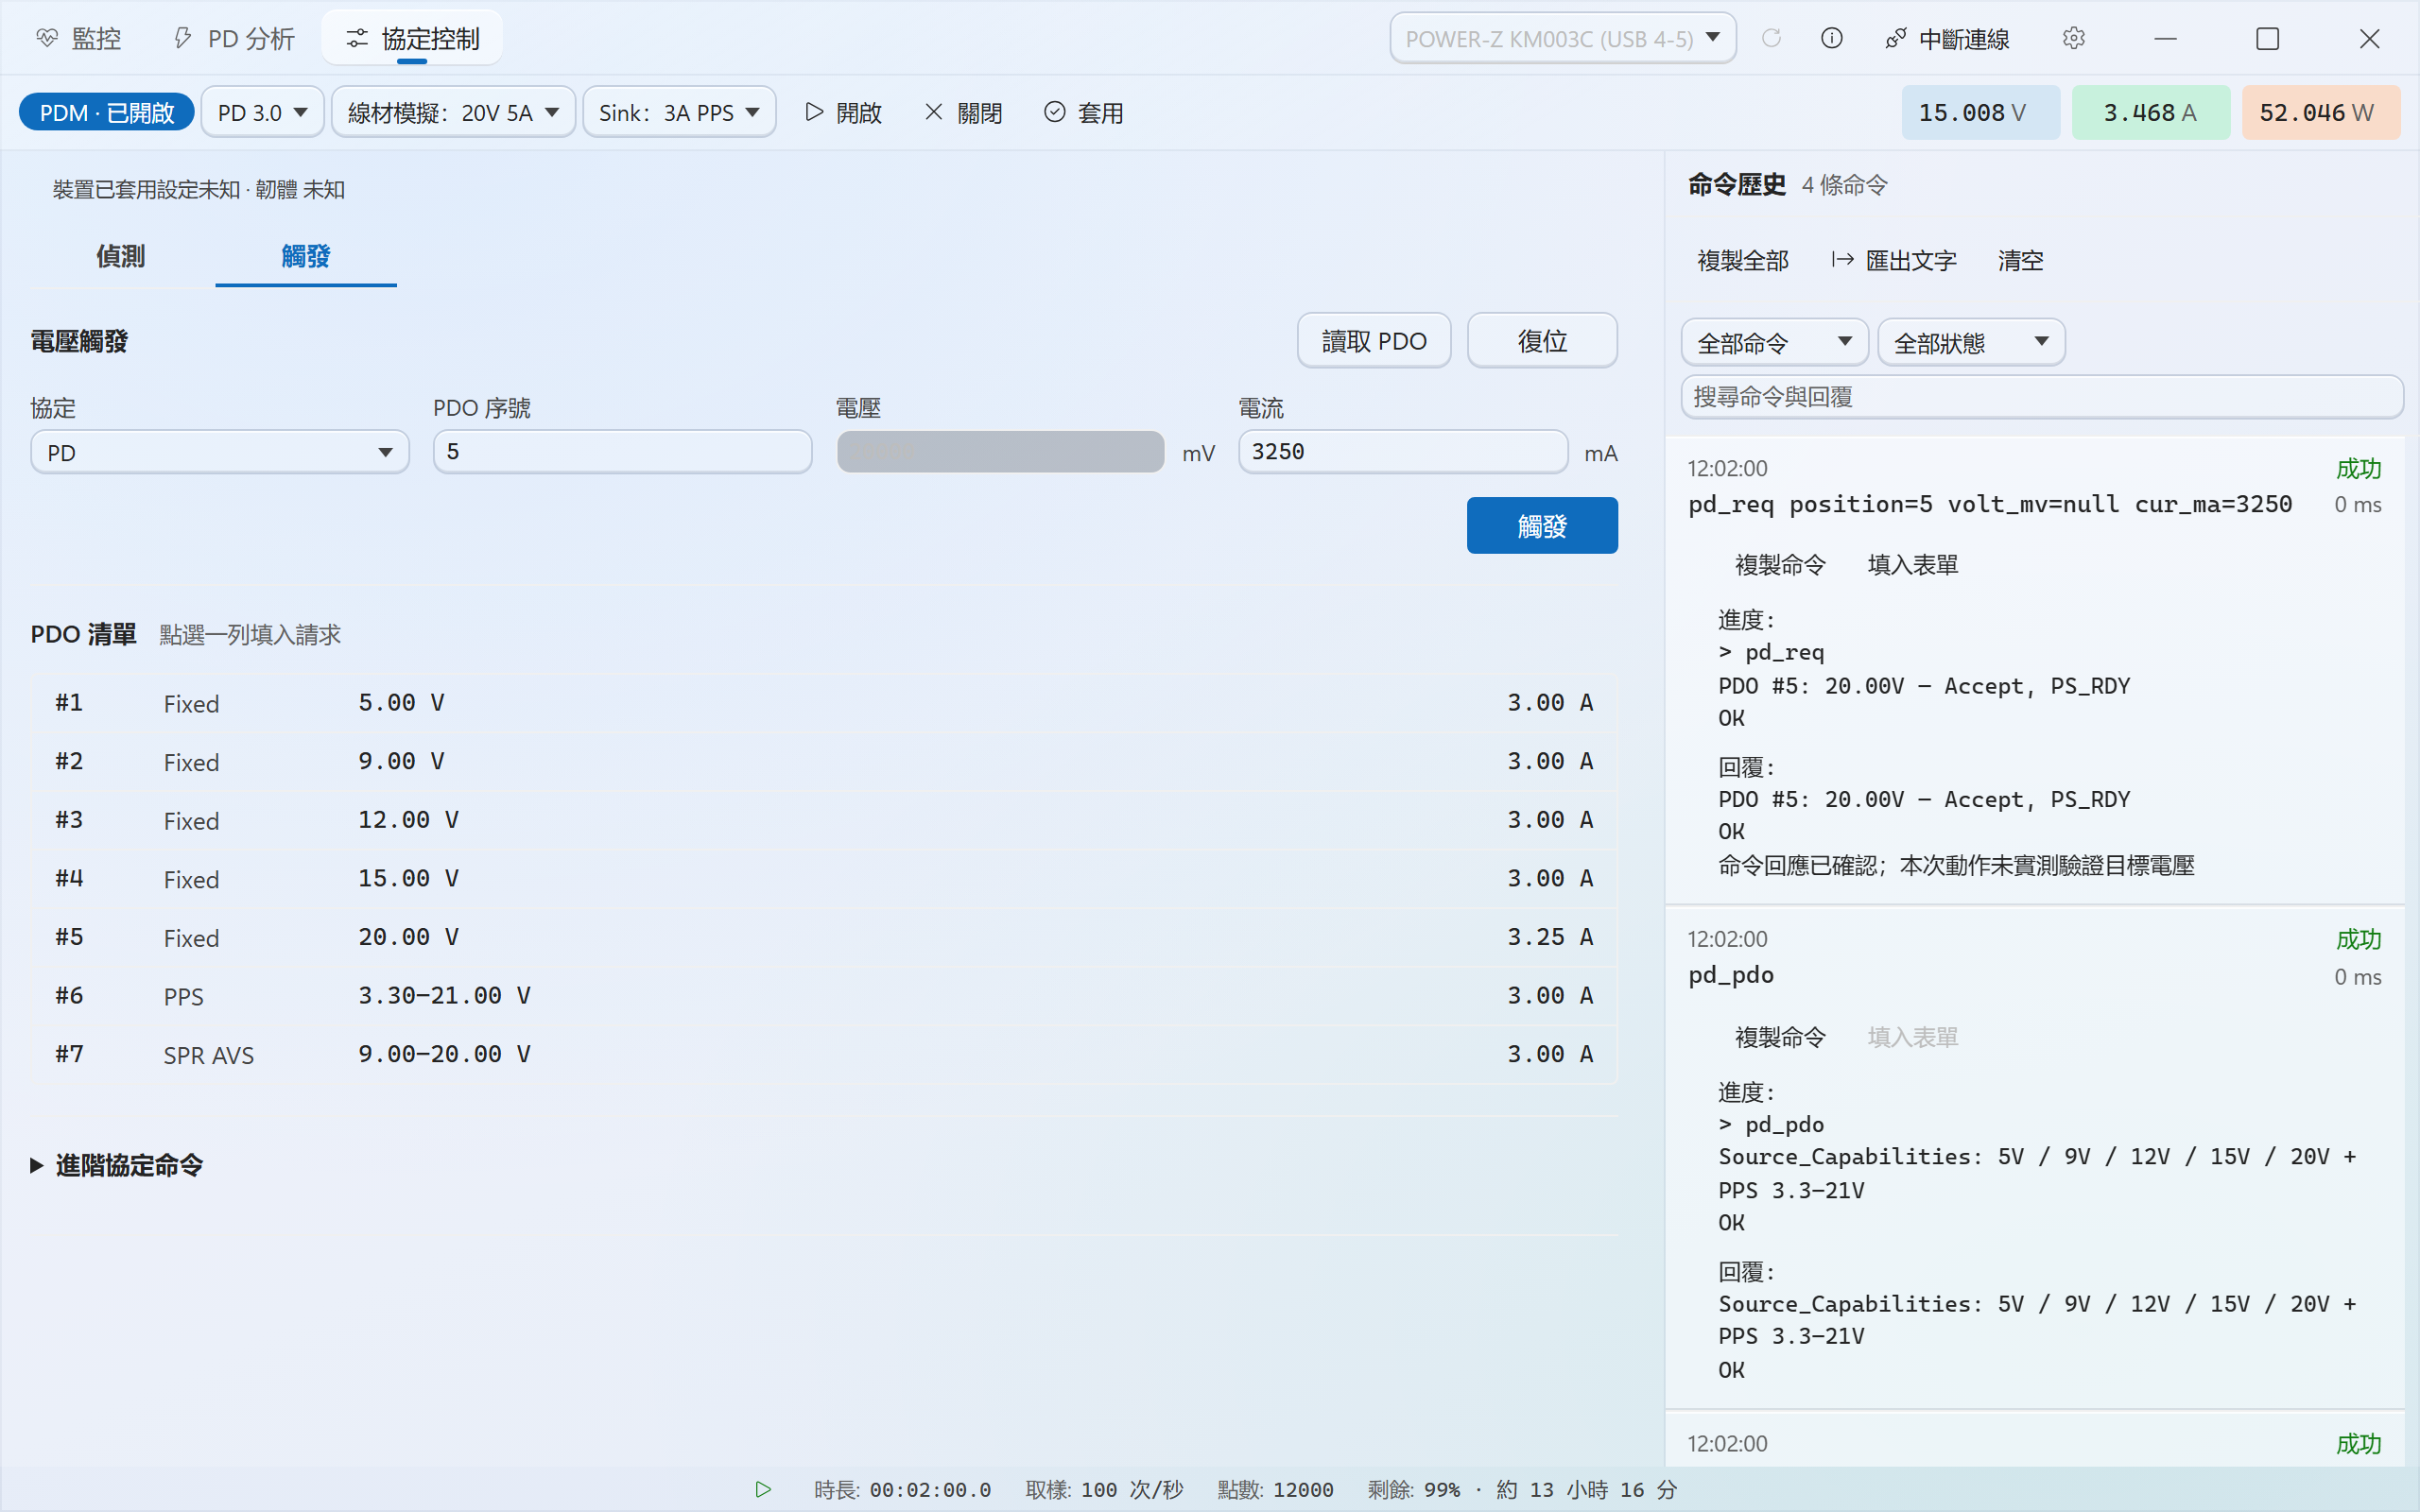 監控 PD 分析 協定控制 POWER-Z KM003C (USB 4-5) 中斷連線
PDM · 已開啟 PD 3.0 線材模擬：20V 5A Sink：3A PPS 開啟 關閉 套用 15.008 V 3.468 A 52.046 W
裝置已套用設定未知 · 韌體 未知
偵測 觸發
電壓觸發 讀取 PDO 復位
協定 PDO 序號 電壓 電流
PD 5 mV 3250 mA
觸發
PDO 清單 點選一列填入請求
#1 Fixed 5.00 V 3.00 A
#2 Fixed 9.00 V 3.00 A
#3 Fixed 12.00 V 3.00 A
#4 Fixed 15.00 V 3.00 A
#5 Fixed 20.00 V 3.25 A
#6 PPS 3.30–21.00 V 3.00 A
#7 SPR AVS 9.00–20.00 V 3.00 A
進階協定命令
命令歷史 4 條命令
複製全部 匯出文字 清空
全部命令 全部狀態
搜尋命令與回覆
12:02:00 成功
pd_req position=5 volt_mv=null cur_ma=3250 0 ms
複製命令 填入表單
進度：
> pd_req
PDO #5: 20.00V — Accept, PS_RDY
OK
回覆：
PDO #5: 20.00V — Accept, PS_RDY
OK
命令回應已確認；本次動作未實測驗證目標電壓
12:02:00 成功
pd_pdo 0 ms
複製命令 填入表單
進度：
> pd_pdo
Source_Capabilities: 5V / 9V / 12V / 15V / 20V +
PPS 3.3–21V
OK
回覆：
Source_Capabilities: 5V / 9V / 12V / 15V / 20V +
PPS 3.3–21V
OK
12:02:00 成功
時長: 00:02:00.0 取樣: 100 次/秒 點數: 12000 剩餘: 99% · 約 13 小時 16 分